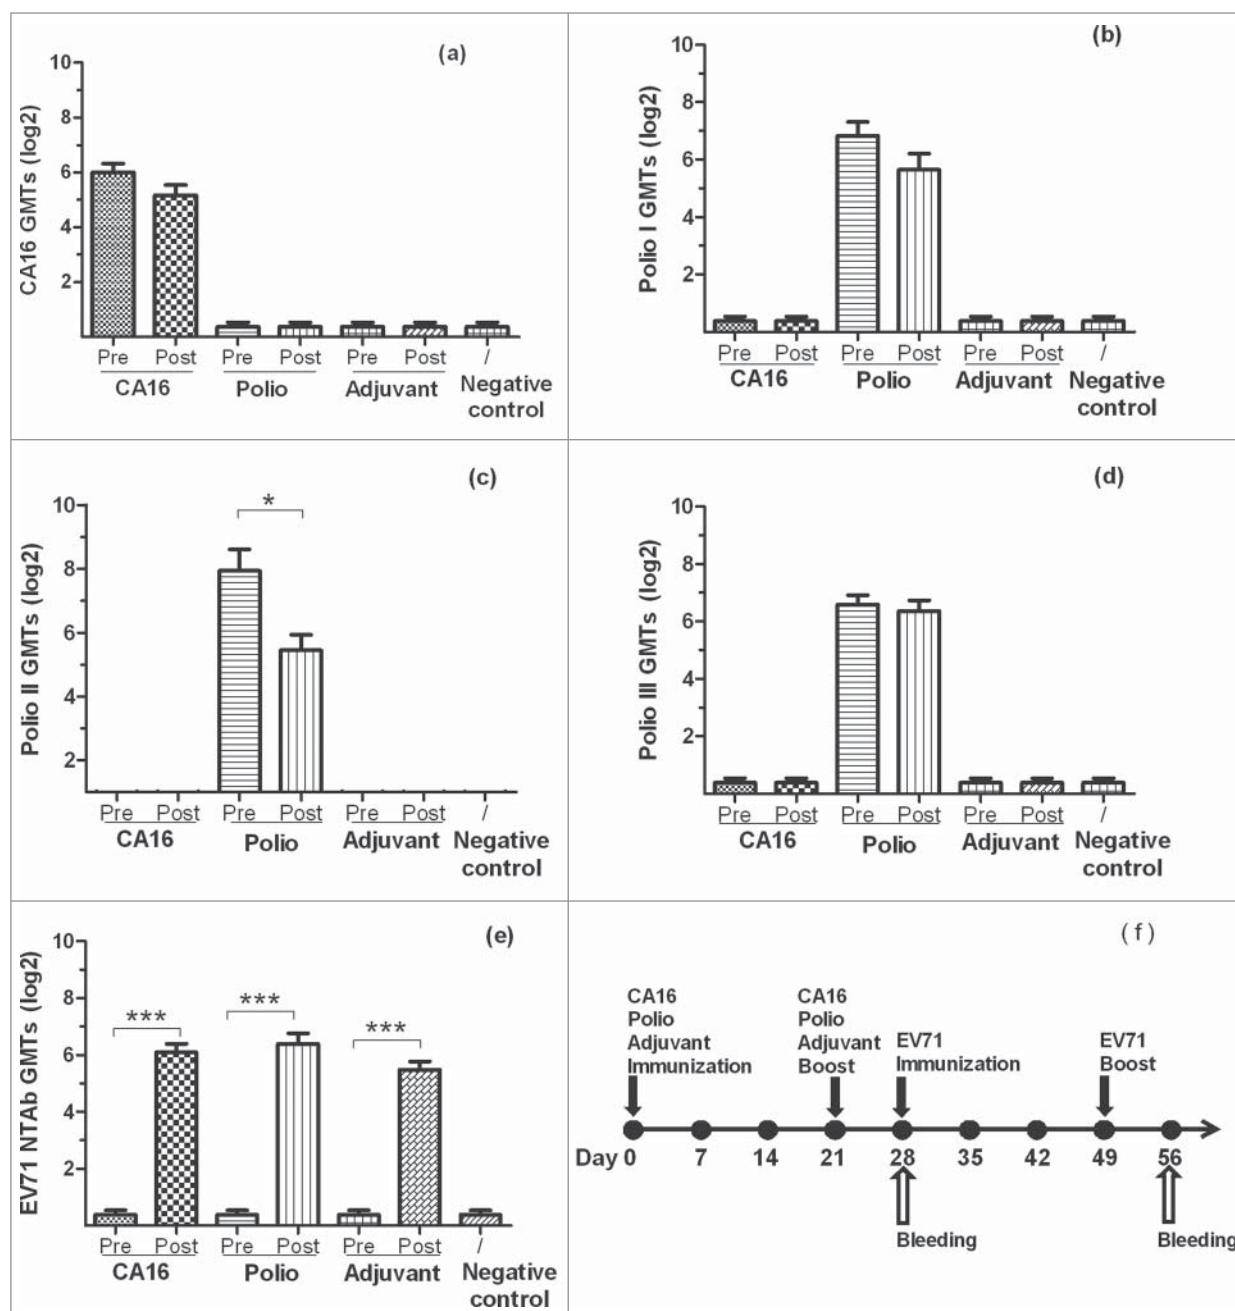 (a)
CA16 GMTs (log2)
10
8
6
4
2
Pre Post Pre Post Pre Post /
CA16 Polio Adjuvant Negative
control
(b)
Polio I GMTs (log2)
10
8
6
4
2
Pre Post Pre Post Pre Post /
CA16 Polio Adjuvant Negative
control
(c)
Polio II GMTs (log2)
10
8
6
4
2
*
Pre Post Pre Post Pre Post /
CA16 Polio Adjuvant Negative
control
(d)
Polio III GMTs (log2)
10
8
6
4
2
Pre Post Pre Post Pre Post /
CA16 Polio Adjuvant Negative
control
(e)
EV71 NTAb GMTs (log2)
10
8
6
4
2
*** *** ***
Pre Post Pre Post Pre Post /
CA16 Polio Adjuvant Negative
control
(f)
CA16
Polio
Adjuvant
Immunization
CA16
Polio
Adjuvant
Boost
EV71
Immunization
EV71
Boost
Day 0 7 14 21 28 35 42 49 56
Bleeding Bleeding